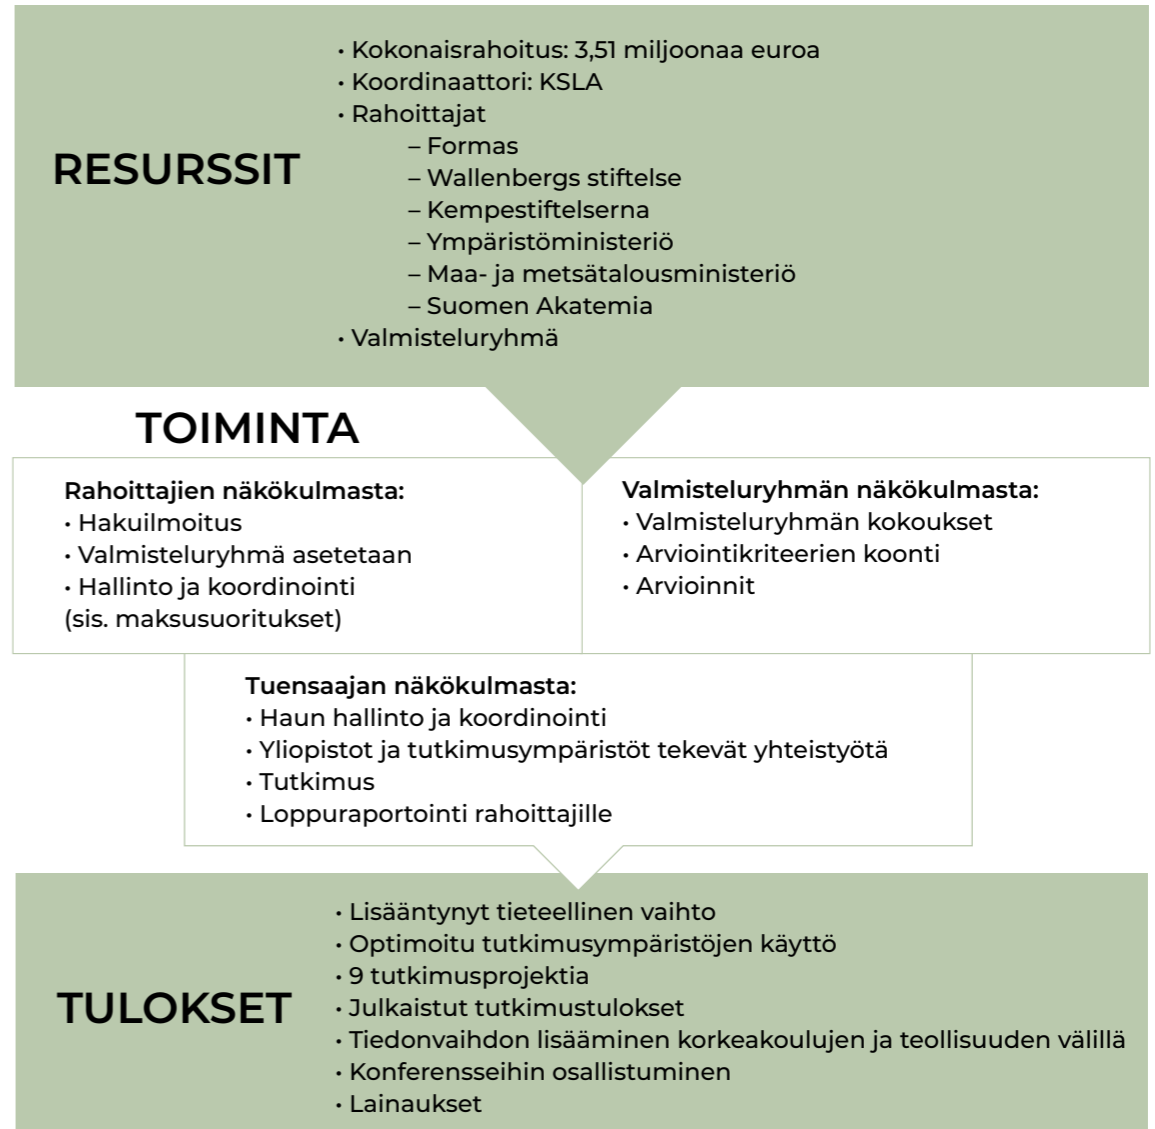 RESURSSIT
• Kokonaisrahoitus: 3,51 miljoonaa euroa
• Koordinaattori: KSLA
• Rahoittajat
– Formas
– Wallenbergs stiftelse
– Kempestiftelserna
– Ympäristöministeriö
– Maa- ja metsätalousministeriö
– Suomen Akatemia
• Valmisteluryhmä
TOIMINTA
Rahoittajien näkökulmasta:
• Hakuilmoitus
• Valmisteluryhmä asetetaan
• Hallinto ja koordinointi
(sis. maksusuoritukset)
Valmisteluryhmän näkökulmasta:
• Valmisteluryhmän kokoukset
• Arviointikriteerien koonti
• Arvioinnit
Tuensaajan näkökulmasta:
• Haun hallinto ja koordinointi
• Yliopistot ja tutkimusympäristöt tekevät yhteistyötä
• Tutkimus
• Loppuraportointi rahoittajille
TULOKSET
• Lisääntynyt tieteellinen vaihto
• Optimoitu tutkimusympäristöjen käyttö
• 9 tutkimusprojektia
• Julkaistut tutkimustulokset
• Tiedonvaihdon lisääminen korkeakoulujen ja teollisuuden välillä
• Konferensseihin osallistuminen
• Lainaukset